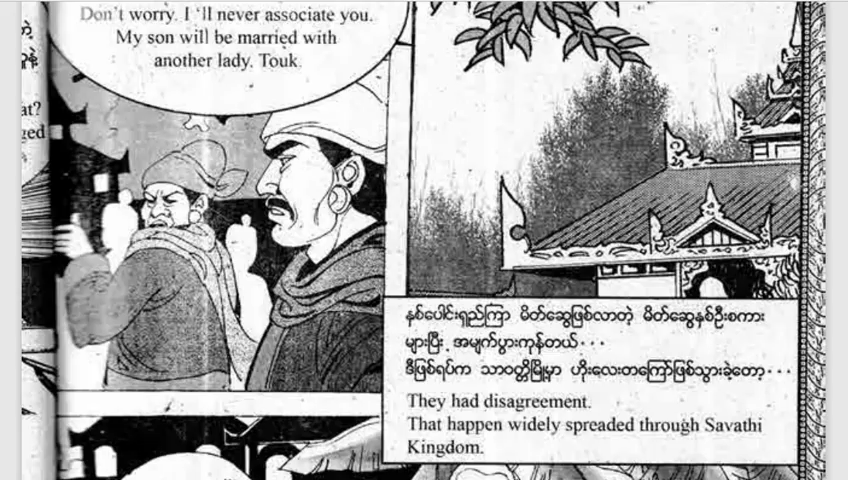 Don't worry. I 'll never associate you.
My son will be married with
another lady. Touk.
at?
ged
နှစ်ပေါင်းရှည်ကြာ မိတ်ဆွေဖြစ်လာတဲ့ မိတ်ဆွေနှစ်ဦးစကား
များပြီး အမျက်ပွားကုန်တယ်...
ဒီဖြစ်ရပ်က သာဝတ္ထိမြို့မှာ ဟိုးလေးတကြော်ဖြစ်သွားခဲ့တော့...
They had disagreement.
That happen widely spreaded through Savathi
Kingdom.